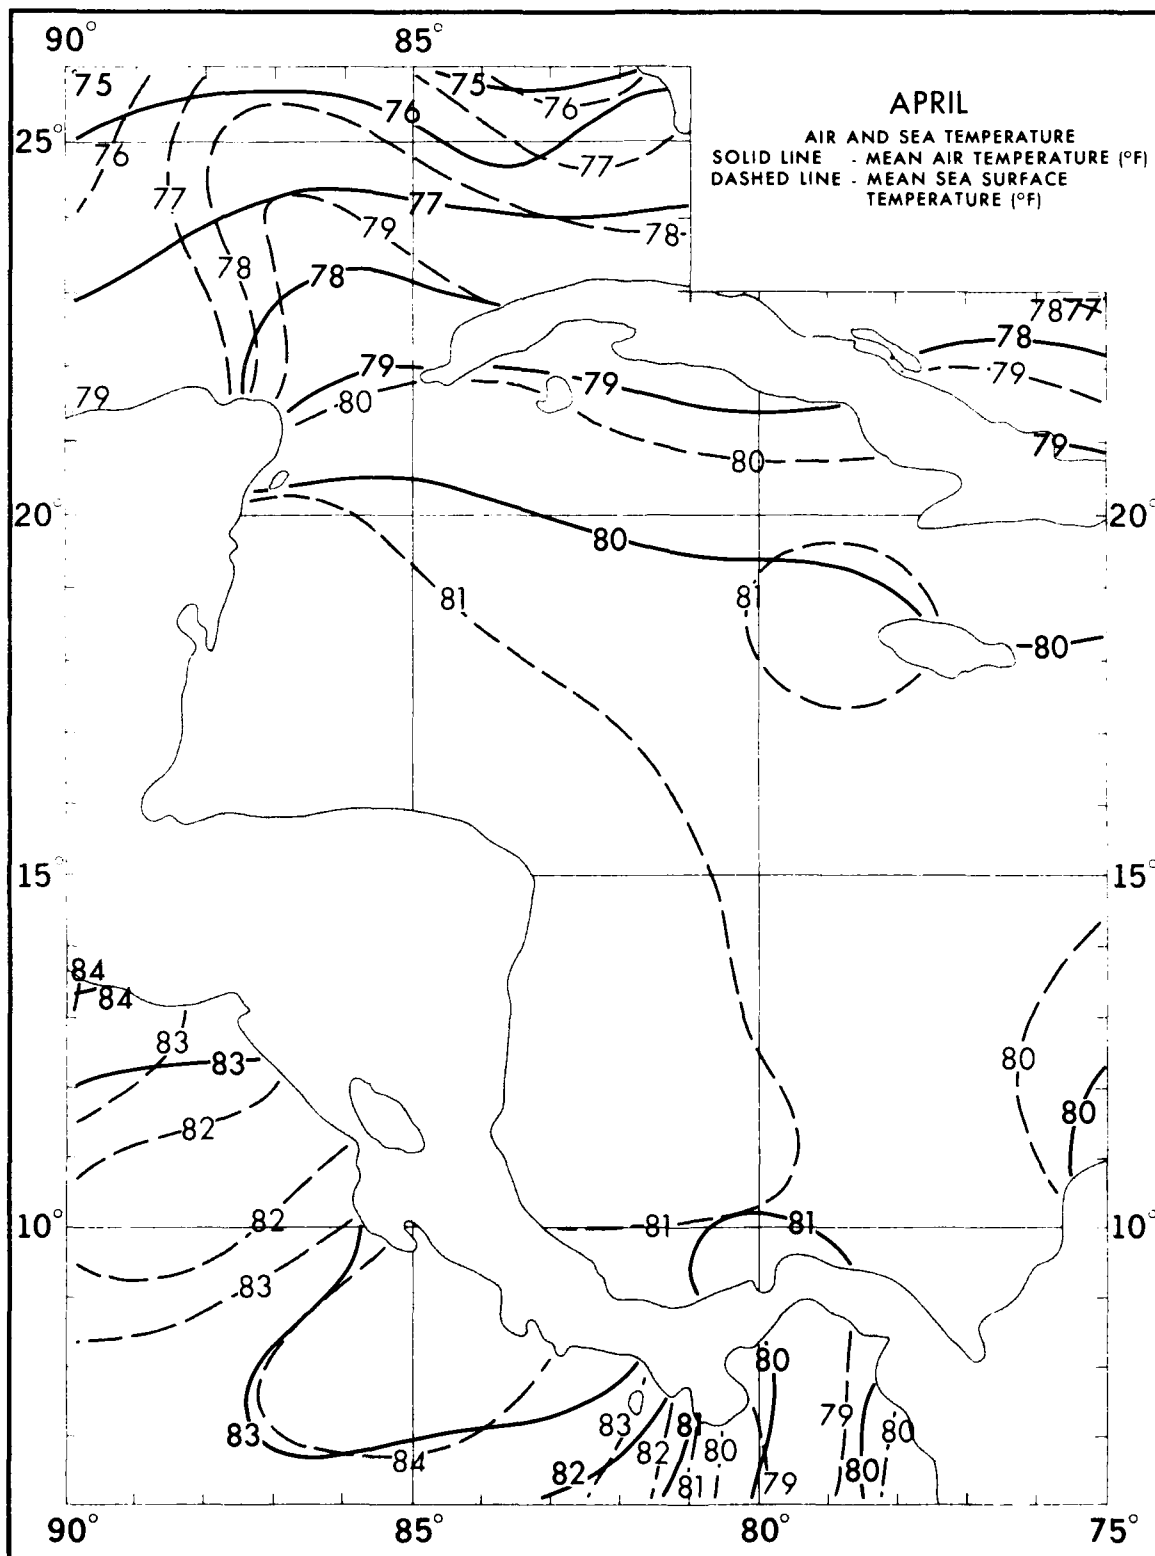 90° 85°
75 75
APRIL
76 76
AIR AND SEA TEMPERATURE
25°
SOLID LINE - MEAN AIR TEMPERATURE (°F)
76 77
DASHED LINE - MEAN SEA SURFACE
TEMPERATURE (°F)
77 77
79 78
78 78
78 77
78
79 79 79 79
80
79
80
20° 80 20°
81 81
80
15° 15°
84
84
83 83 80
80
82
10° 82 81 81 10°
83
80
83 83 79
84 82 81 80 80
82 81 79 80
90° 85° 80° 75°